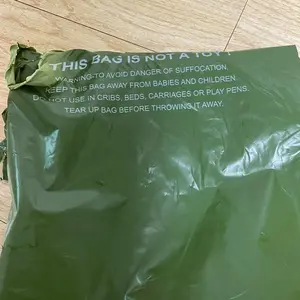 THIS BAG IS NOT A TOY!
WARNING-TO AVOID DANGER OF SUFFOCATION,
KEEP THIS BAG AWAY FROM BABIES AND CHILDREN.
DO NOT USE IN CRIBS, BEDS, CARRIAGES OR PLAY PENS.
TEAR UP BAG BEFORE THROWING IT AWAY.